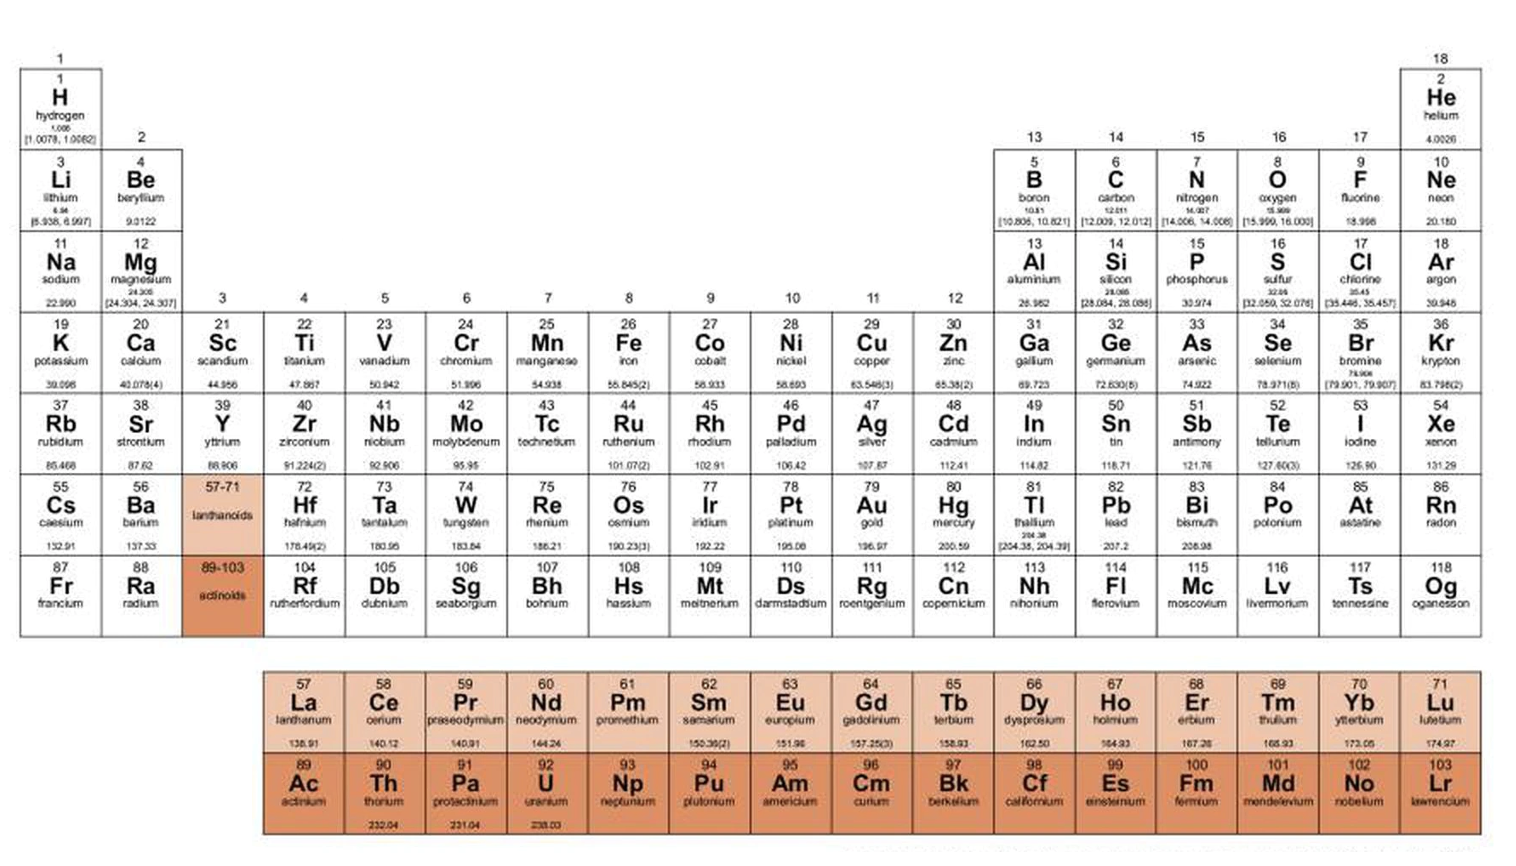 1 18
1 2
H He
hydrogen helium
1.008
[1.0078, 1.0082] 2 13 14 15 16 17 4.0026
3 4 5 6 7 8 9 10
Li Be B C N O F Ne
lithium beryllium boron carbon nitrogen oxygen fluorine neon
6.94 10.81 12.011 14.007 15.999
[6.938, 6.997] 9.0122 [10.806, 10.821] [12.009, 12.012] [14.006, 14.008] [15.999, 16.000] 18.998 20.180
11 12 13 14 15 16 17 18
Na Mg Al Si P S Cl Ar
sodium magnesium aluminium silicon phosphorus sulfur chlorine argon
24.305 28.085 32.06 35.45
22.990 [24.304, 24.307] 3 4 5 6 7 8 9 10 11 12 26.982 [28.084, 28.086] 30.974 [32.059, 32.076] [35.446, 35.457] 39.948
19 20 21 22 23 24 25 26 27 28 29 30 31 32 33 34 35 36
K Ca Sc Ti V Cr Mn Fe Co Ni Cu Zn Ga Ge As Se Br Kr
potassium calcium scandium titanium vanadium chromium manganese iron cobalt nickel copper zinc gallium germanium arsenic selenium bromine krypton
79.904
39.098 40.078(4) 44.956 47.867 50.942 51.996 54.938 55.845(2) 58.933 58.693 63.546(3) 65.38(2) 69.723 72.630(8) 74.922 78.971(8) [79.901, 79.907] 83.798(2)
37 38 39 40 41 42 43 44 45 46 47 48 49 50 51 52 53 54
Rb Sr Y Zr Nb Mo Tc Ru Rh Pd Ag Cd In Sn Sb Te I Xe
rubidium strontium yttrium zirconium niobium molybdenum technetium ruthenium rhodium palladium silver cadmium indium tin antimony tellurium iodine xenon
85.468 87.62 88.906 91.224(2) 92.906 95.95 101.07(2) 102.91 106.42 107.87 112.41 114.82 118.71 121.76 127.60(3) 126.90 131.29
55 56 57-71 72 73 74 75 76 77 78 79 80 81 82 83 84 85 86
Cs Ba Hf Ta W Re Os Ir Pt Au Hg Tl Pb Bi Po At Rn
caesium barium lanthanoids hafnium tantalum tungsten rhenium osmium iridium platinum gold mercury thallium lead bismuth polonium astatine radon
204.38
132.91 137.33 178.49(2) 180.95 183.84 186.21 190.23(3) 192.22 195.08 196.97 200.59 [204.38, 204.39] 207.2 208.98
87 88 89-103 104 105 106 107 108 109 110 111 112 113 114 115 116 117 118
Fr Ra Rf Db Sg Bh Hs Mt Ds Rg Cn Nh Fl Mc Lv Ts Og
francium radium actinoids rutherfordium dubnium seaborgium bohrium hassium meitnerium darmstadtium roentgenium copernicium nihonium flerovium moscovium livermorium tennessine oganesson
57 58 59 60 61 62 63 64 65 66 67 68 69 70 71
La Ce Pr Nd Pm Sm Eu Gd Tb Dy Ho Er Tm Yb Lu
lanthanum cerium praseodymium neodymium promethium samarium europium gadolinium terbium dysprosium holmium erbium thulium ytterbium lutetium
138.91 140.12 140.91 144.24 150.36(2) 151.96 157.25(3) 158.93 162.50 164.93 167.26 168.93 173.05 174.97
89 90 91 92 93 94 95 96 97 98 99 100 101 102 103
Ac Th Pa U Np Pu Am Cm Bk Cf Es Fm Md No Lr
actinium thorium protactinium uranium neptunium plutonium americium curium berkelium californium einsteinium fermium mendelevium nobelium lawrencium
232.04 231.04 238.03